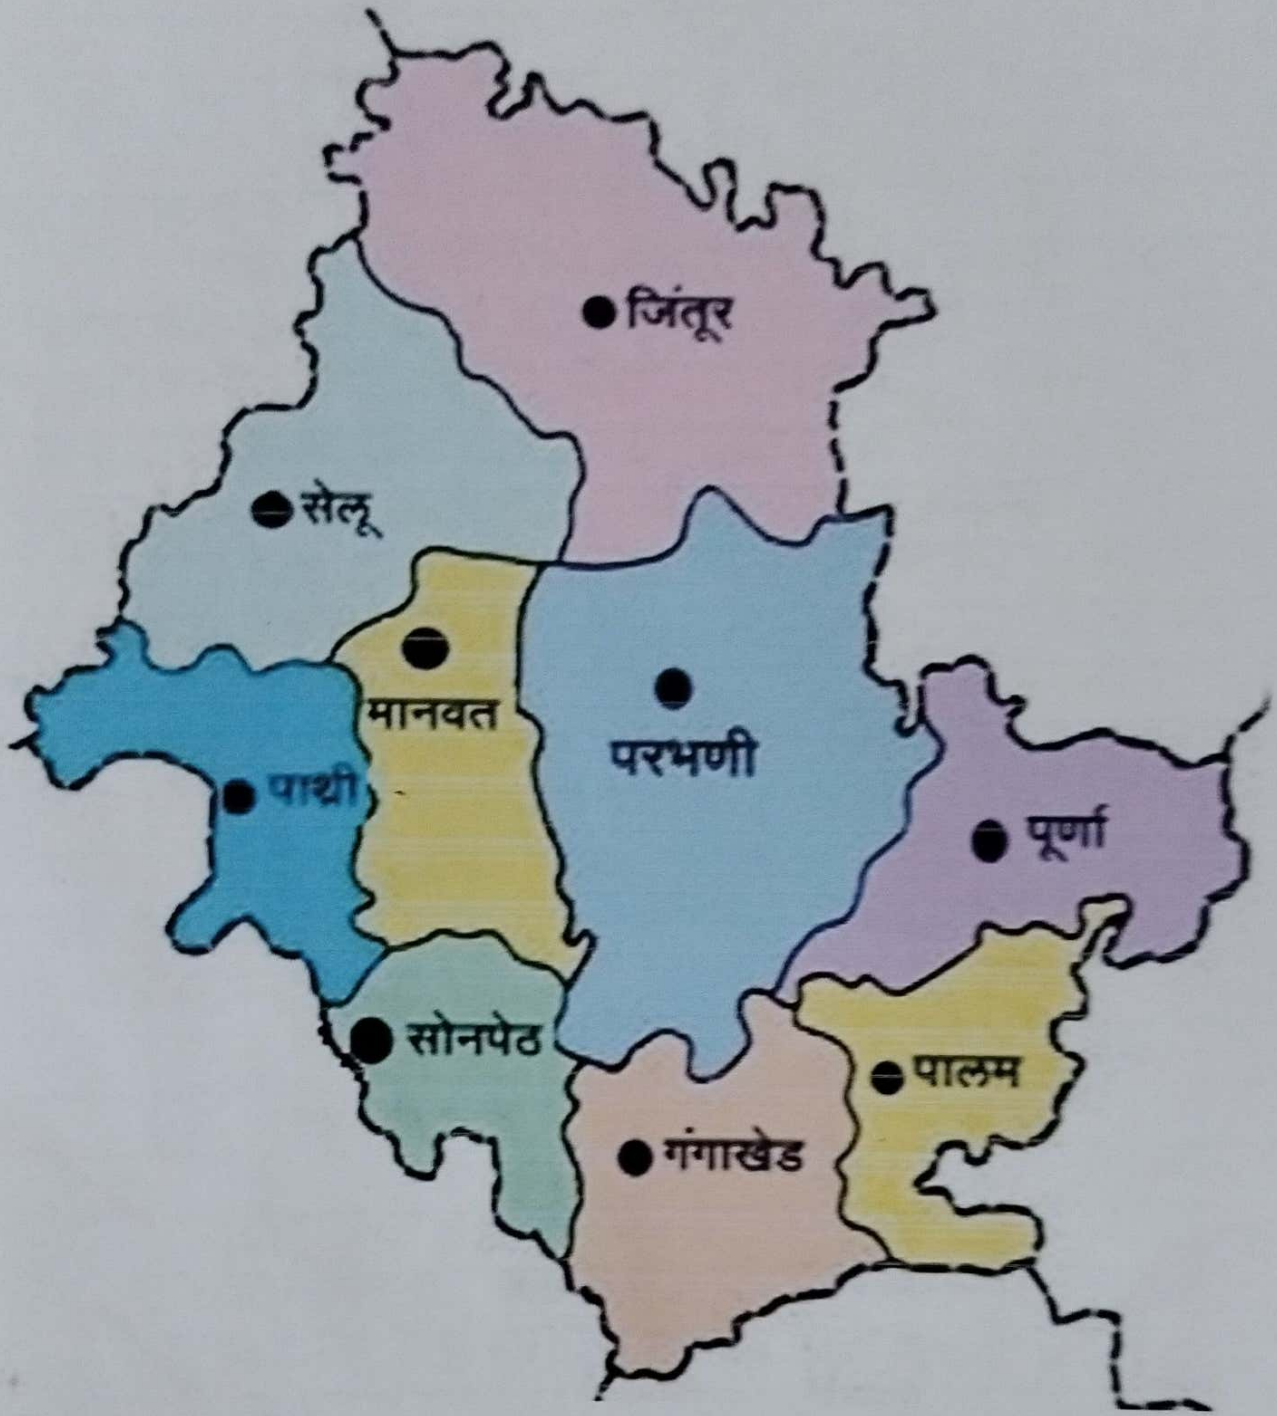 जिंतूर
सेलू
मानवत
परभणी
पाथ्री
पूर्णा
सोनपेठ
पालम
गंगाखेड